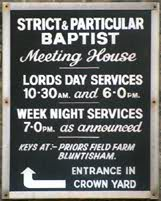 STRICT & PARTICULAR
BAPTIST
Meeting House
LORDS DAY SERVICES
10-30 AM. and 6-0 PM.
WEEK NIGHT SERVICES
7-0 PM. as announced
KEYS AT:- PRIORS FIELD FARM
BLUNTISHAM.
ENTRANCE IN
CROWN YARD